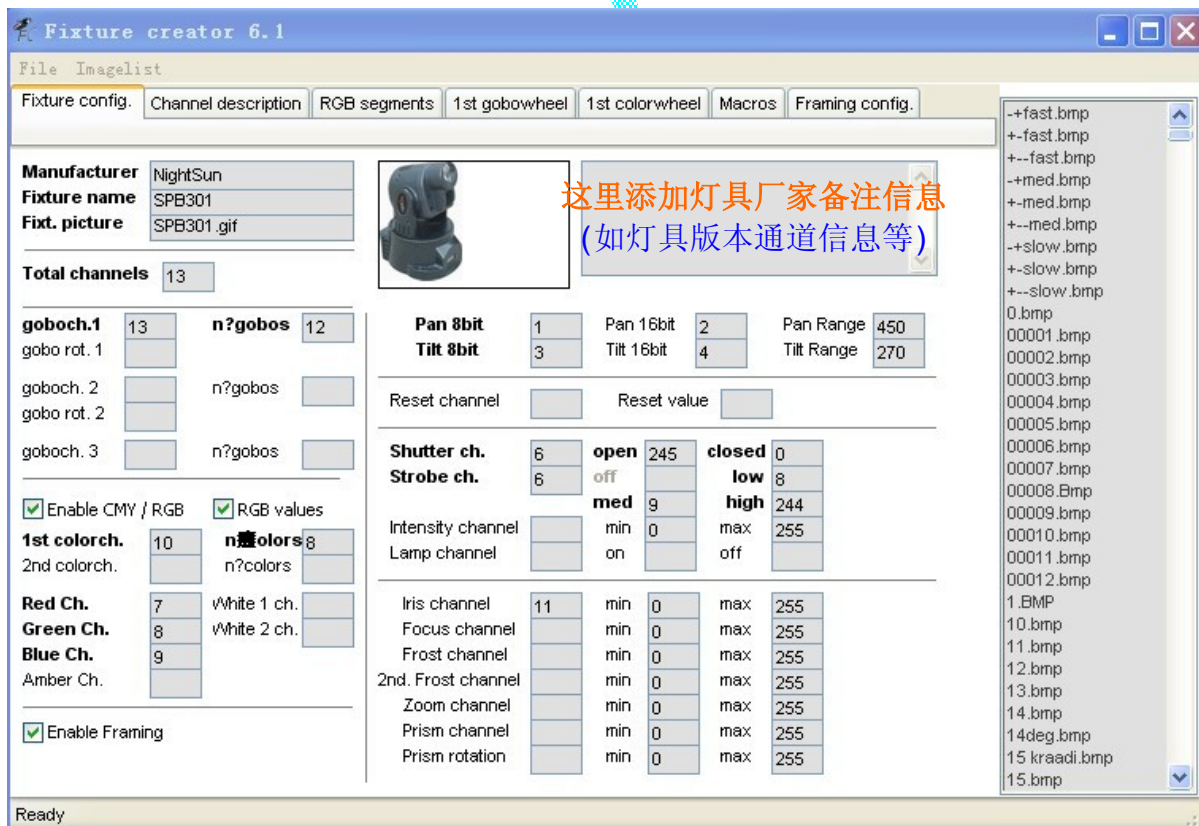 Fixture creator 6.1
File Imagelist
Fixture config. Channel description RGB segments 1st gobowheel 1st colorwheel Macros Framing config.
Manufacturer NightSun
Fixture name SPB301
Fixt. picture SPB301.gif
这里添加灯具厂家备注信息
(如灯具版本通道信息等)
Total channels 13
goboch.1 13 n?gobos 12
gobo rot. 1
goboch. 2 n?gobos
gobo rot. 2
goboch. 3 n?gobos
Enable CMY / RGB RGB values
1st colorch. 10 olors 8
2nd colorch. n?colors
Red Ch. 7 White 1 ch.
Green Ch. 8 White 2 ch.
Blue Ch. 9
Amber Ch.
Enable Framing
Pan 8bit 1 Pan 16bit 2 Pan Range 450
Tilt 8bit 3 Tilt 16bit 4 Tilt Range 270
Reset channel Reset value
Shutter ch. 6 open 245 closed 0
Strobe ch. 6 off low 8
med 9 high 244
Intensity channel min 0 max 255
Lamp channel on off
Iris channel 11 min 0 max 255
Focus channel min 0 max 255
Frost channel min 0 max 255
2nd. Frost channel min 0 max 255
Zoom channel min 0 max 255
Prism channel min 0 max 255
Prism rotation min 0 max 255
-+fast.bmp
+-fast.bmp
+--fast.bmp
-+med.bmp
+-med.bmp
+--med.bmp
-+slow.bmp
+-slow.bmp
+--slow.bmp
0.bmp
00001.bmp
00002.bmp
00003.bmp
00004.bmp
00005.bmp
00006.bmp
00007.bmp
00008.Bmp
00009.bmp
00010.bmp
00011.bmp
00012.bmp
1.BMP
10.bmp
11.bmp
12.bmp
13.bmp
14.bmp
14deg.bmp
15 kraadi.bmp
15.bmp
Ready